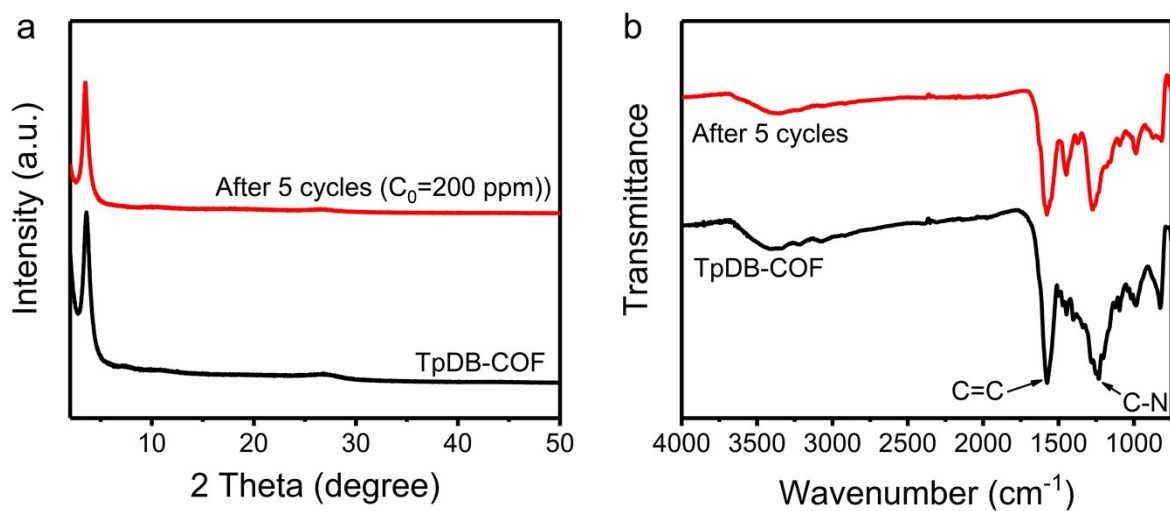 a
Intensity (a.u.)
After 5 cycles (C₀=200 ppm))
TpDB-COF
10 20 30 40 50
2 Theta (degree)
b
Transmittance
After 5 cycles
TpDB-COF
C=C
C-N
4000 3500 3000 2500 2000 1500 1000
Wavenumber (cm⁻¹)